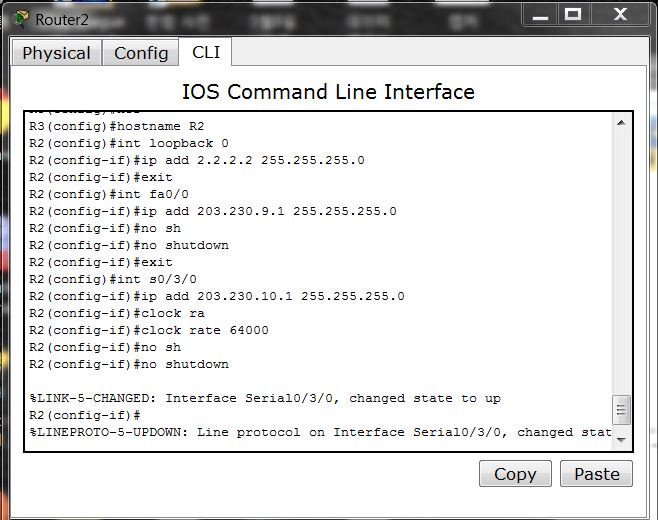 Router2
Physical Config CLI
IOS Command Line Interface
R3(config)#hostname R2
R2(config)#int loopback 0
R2(config-if)#ip add 2.2.2.2 255.255.255.0
R2(config-if)#exit
R2(config)#int fa0/0
R2(config-if)#ip add 203.230.9.1 255.255.255.0
R2(config-if)#no sh
R2(config-if)#no shutdown
R2(config-if)#exit
R2(config)#int s0/3/0
R2(config-if)#ip add 203.230.10.1 255.255.255.0
R2(config-if)#clock ra
R2(config-if)#clock rate 64000
R2(config-if)#no sh
R2(config-if)#no shutdown
%LINK-5-CHANGED: Interface Serial0/3/0, changed state to up
R2(config-if)#
%LINEPROTO-5-UPDOWN: Line protocol on Interface Serial0/3/0, changed stat
Copy Paste